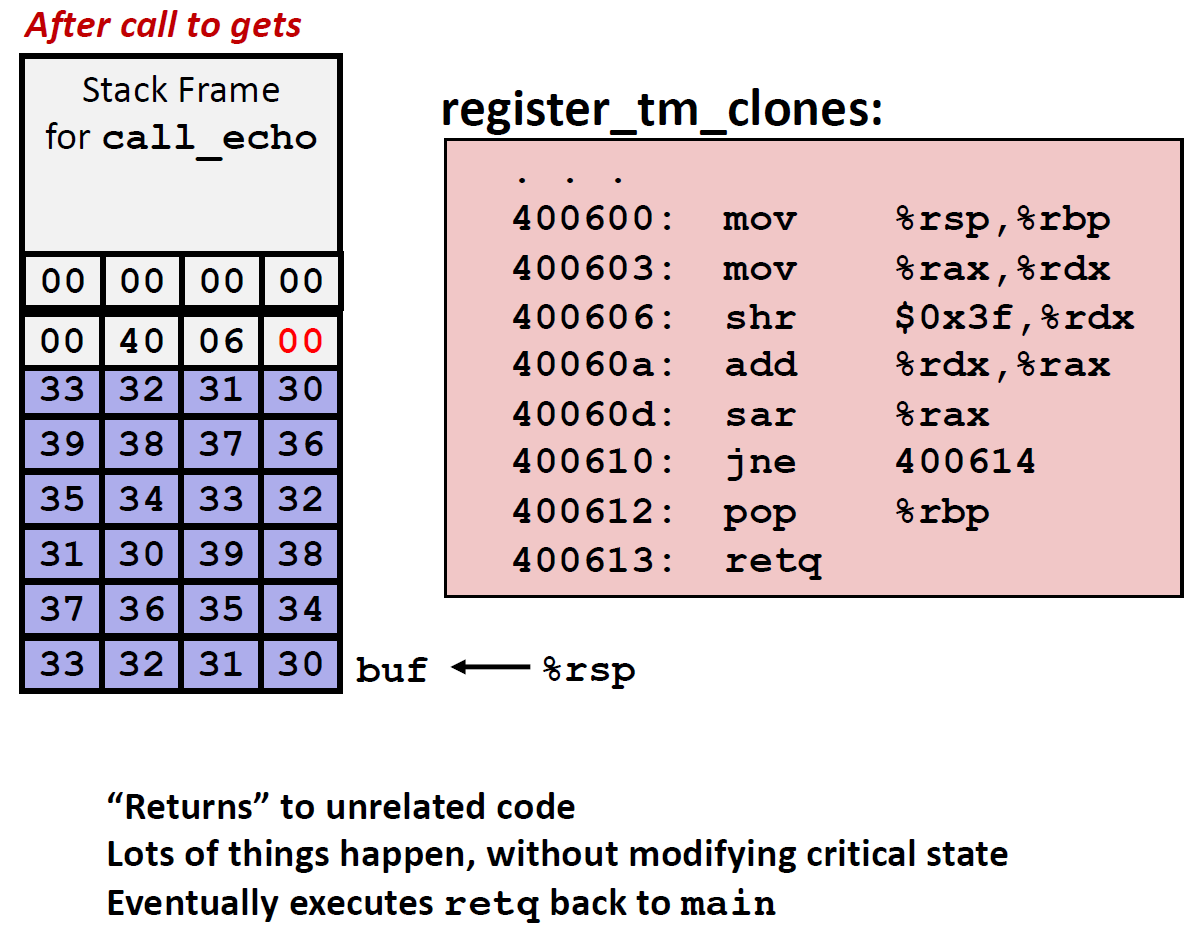 After call to gets
Stack Frame
for call_echo
00 00 00 00
00 40 06 00
33 32 31 30
39 38 37 36
35 34 33 32
31 30 39 38
37 36 35 34
33 32 31 30
buf %rsp
register_tm_clones:
. . .
400600: mov %rsp,%rbp
400603: mov %rax,%rdx
400606: shr $0x3f,%rdx
40060a: add %rdx,%rax
40060d: sar %rax
400610: jne 400614
400612: pop %rbp
400613: retq
“Returns” to unrelated code
Lots of things happen, without modifying critical state
Eventually executes retq back to main